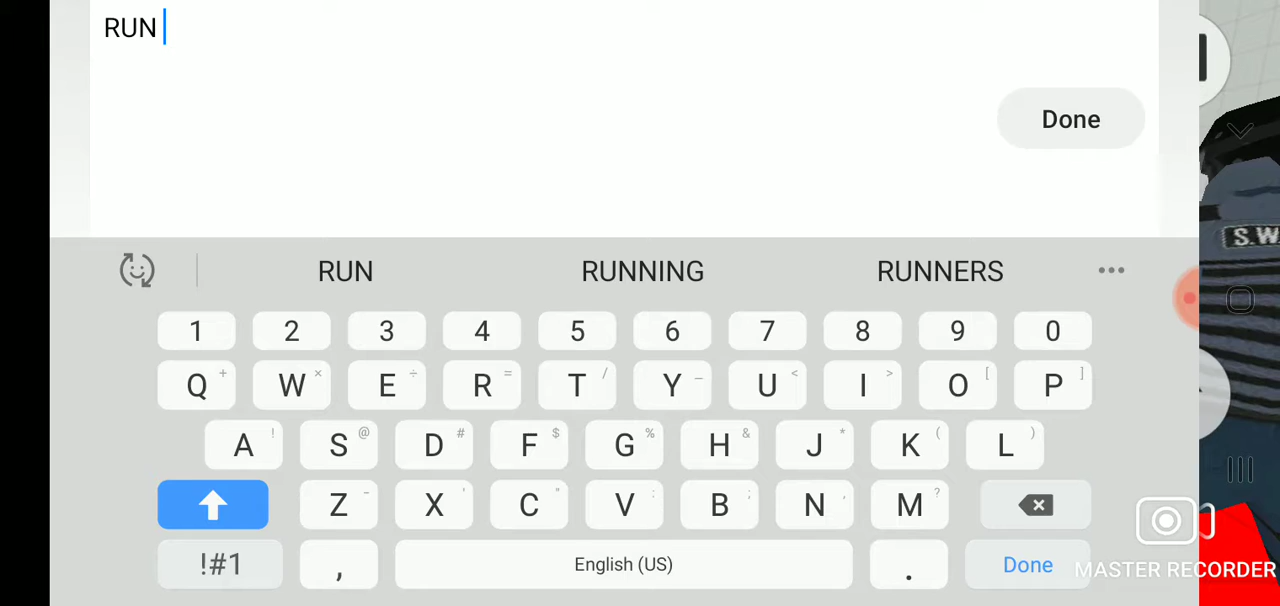 RUN
Done
RUN RUNNING RUNNERS
1 2 3 4 5 6 7 8 9 0
Q + W × E ÷ R = T / Y _ U < I > O [ P ]
A ! S @ D # F $ G % H & J * K ( L )
Z - X ' C " V : B ; N , M ?
!#1 , English (US) . Done
S.W
MASTER RECORDER